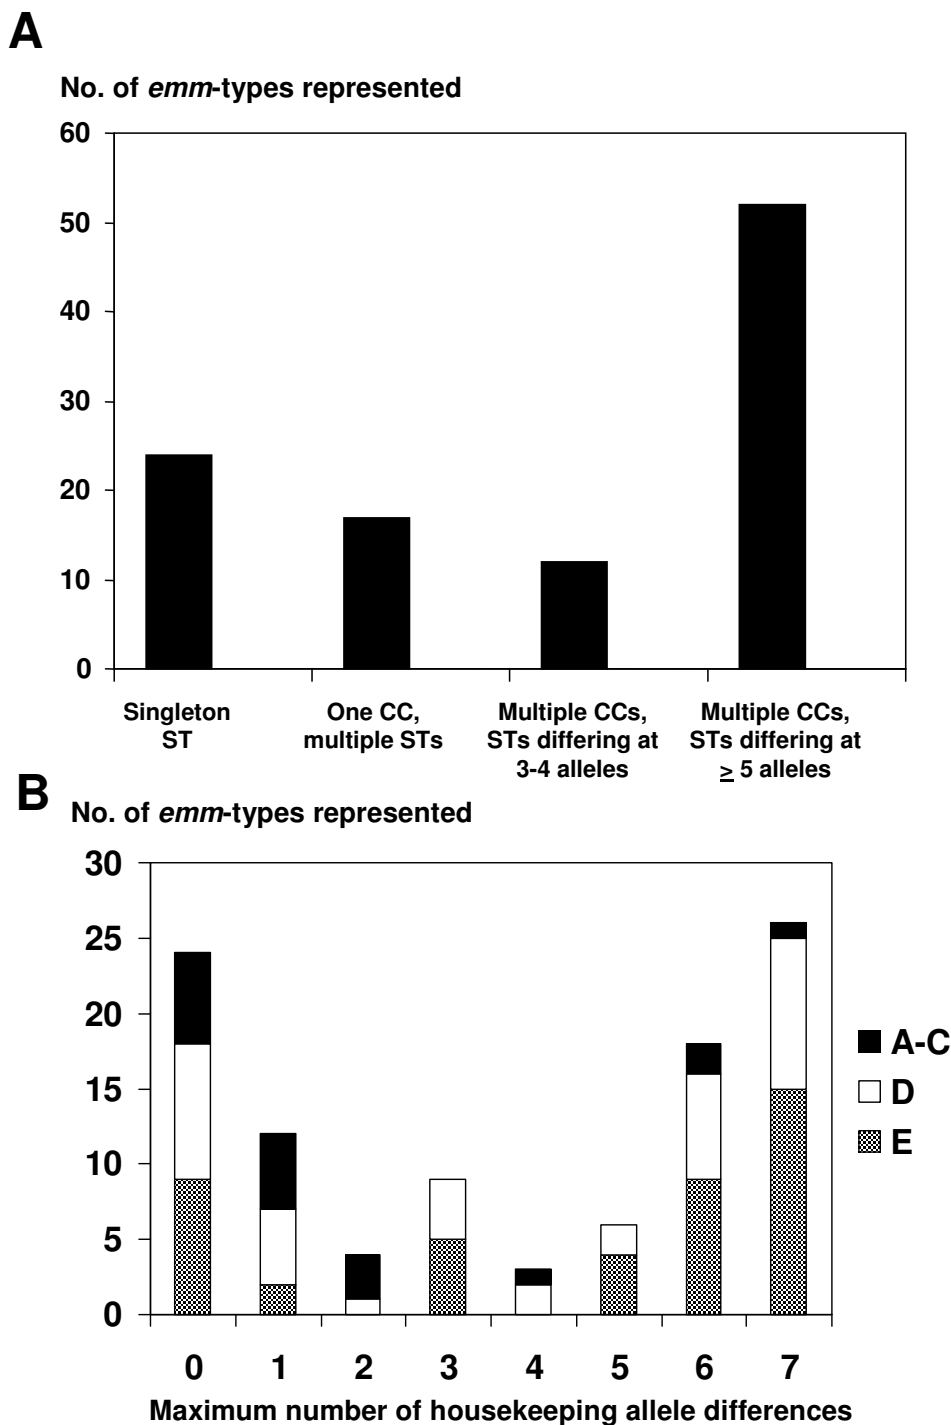 A
No. of emm-types represented
60
50
40
30
20
10
0
Singleton
ST
One CC,
multiple STs
Multiple CCs,
STs differing at
3-4 alleles
Multiple CCs,
STs differing at
≥ 5 alleles
B
No. of emm-types represented
30
25
20
15
10
5
0
0 1 2 3 4 5 6 7
Maximum number of housekeeping allele differences
A-C
D
E